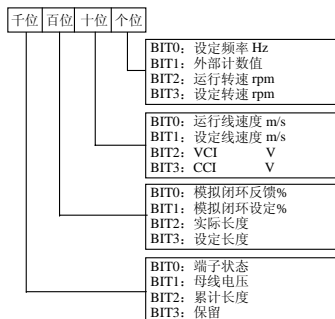 千位 百位 十位 个位
BIT0: 设定频率 Hz
BIT1: 外部计数值
BIT2: 运行转速 rpm
BIT3: 设定转速 rpm
BIT0: 运行线速度 m/s
BIT1: 设定线速度 m/s
BIT2: VCI V
BIT3: CCI V
BIT0: 模拟闭环反馈%
BIT1: 模拟闭环设定%
BIT2: 实际长度
BIT3: 设定长度
BIT0: 端子状态
BIT1: 母线电压
BIT2: 累计长度
BIT3: 保留